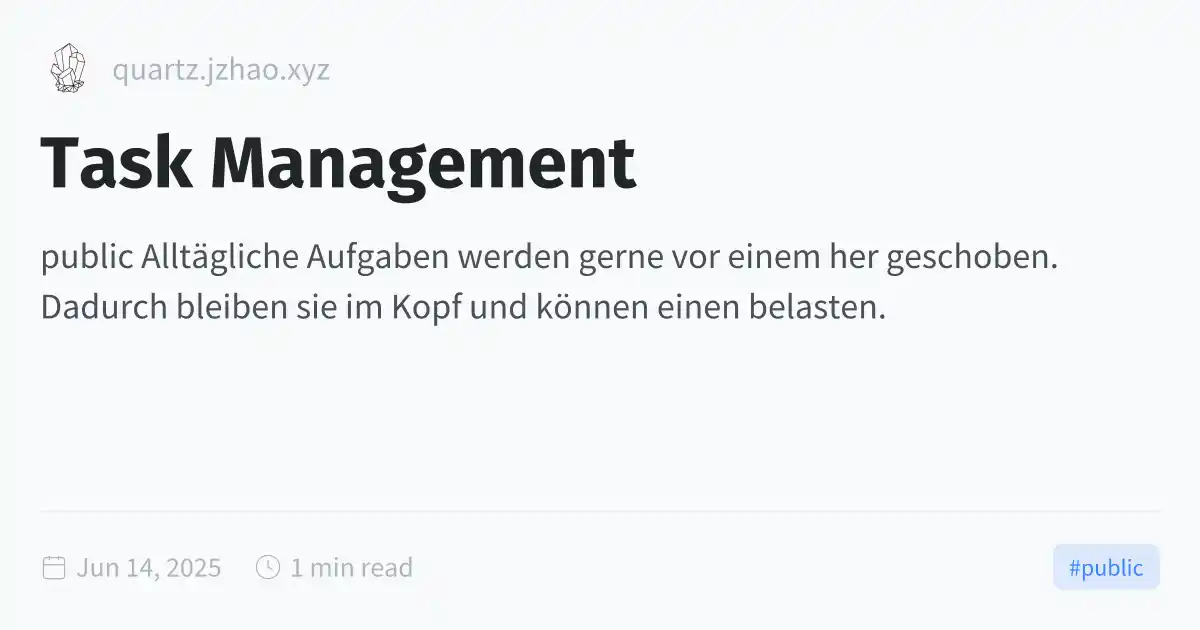 quartz.jzhao.xyz
Task Management
public Alltägliche Aufgaben werden gerne vor einem her geschoben.
Dadurch bleiben sie im Kopf und können einen belasten.
Jun 14, 2025 1 min read #public